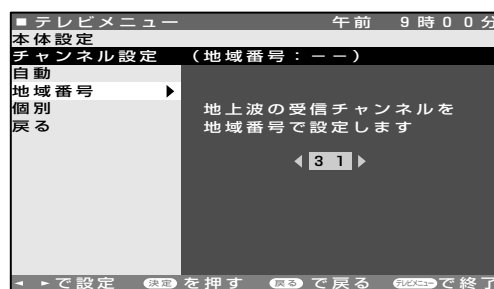 ■テレビメニュー 午前 9時00分
本体設定
チャンネル設定 (地域番号:ーー)
自動
地域番号 ▶
個別
戻る
地上波の受信チャンネルを
地域番号で設定します
◀ 31 ▶
◀ ▶で設定 決定を押す 戻るで戻る テレビメニューで終了